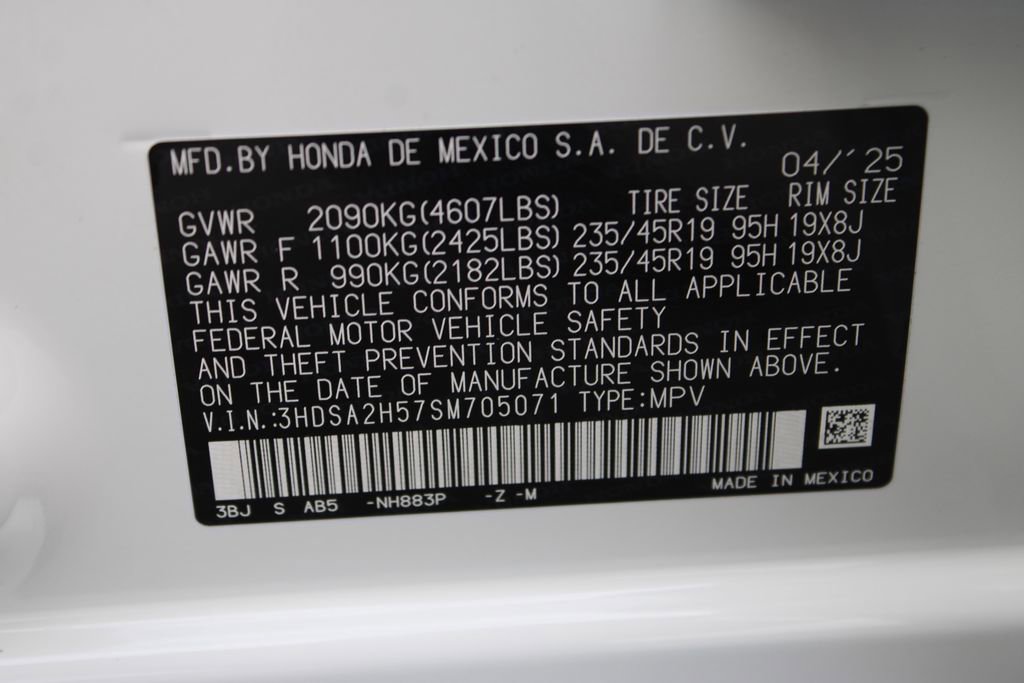 MFD.BY HONDA DE MEXICO S.A. DE C.V.
04/´25
TIRE SIZE RIM SIZE
GVWR 2090KG(4607LBS)
GAWR F 1100KG(2425LBS) 235/45R19 95H 19X8J
GAWR R 990KG(2182LBS) 235/45R19 95H 19X8J
THIS VEHICLE CONFORMS TO ALL APPLICABLE
FEDERAL MOTOR VEHICLE SAFETY
AND THEFT PREVENTION STANDARDS IN EFFECT
ON THE DATE OF MANUFACTURE SHOWN ABOVE.
V.I.N.:3HDSA2H57SM705071 TYPE:MPV
3BJ S AB5 -NH883P -Z -M
MADE IN MEXICO